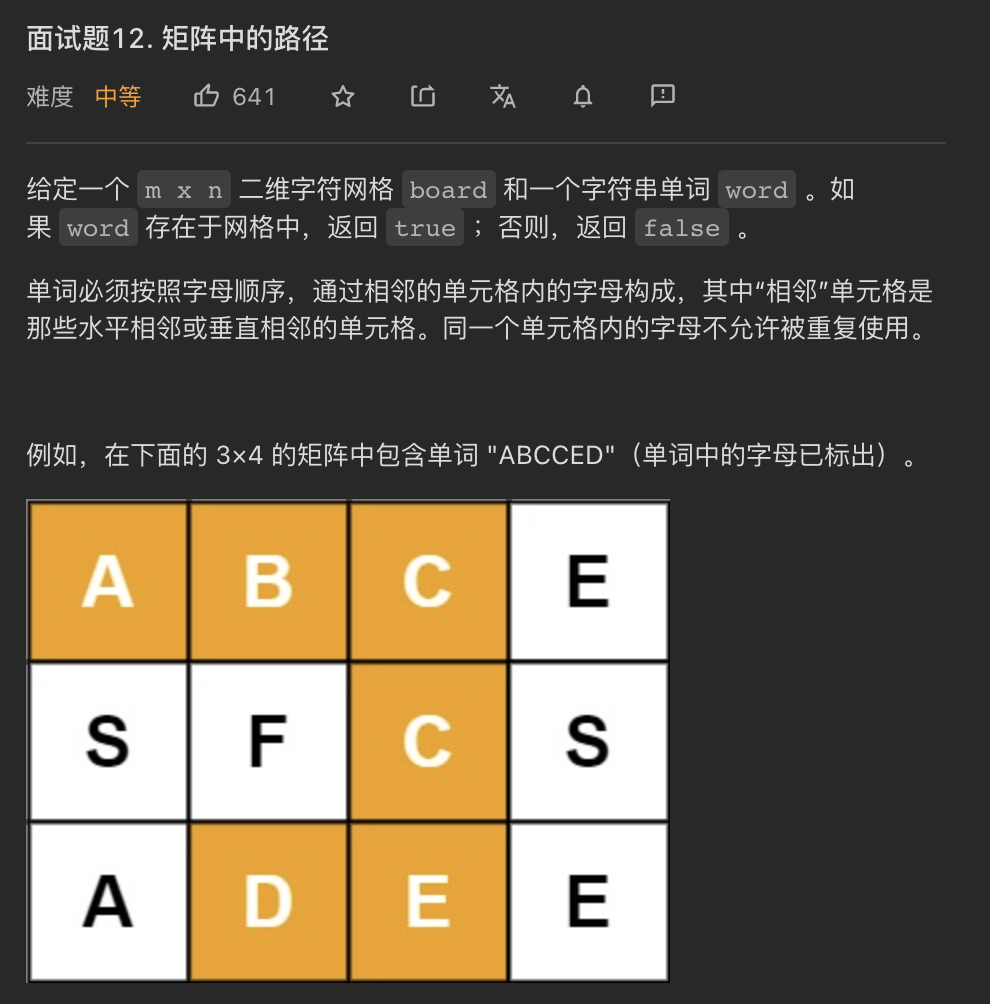 面试题12. 矩阵中的路径
难度 中等 641
给定一个 m x n 二维字符网格 board 和一个字符串单词 word 。如
果 word 存在于网格中，返回 true ；否则，返回 false 。
单词必须按照字母顺序，通过相邻的单元格内的字母构成，其中“相邻”单元格是
那些水平相邻或垂直相邻的单元格。同一个单元格内的字母不允许被重复使用。
例如，在下面的 3×4 的矩阵中包含单词 "ABCCED"（单词中的字母已标出）。
A B C E
S F C S
A D E E